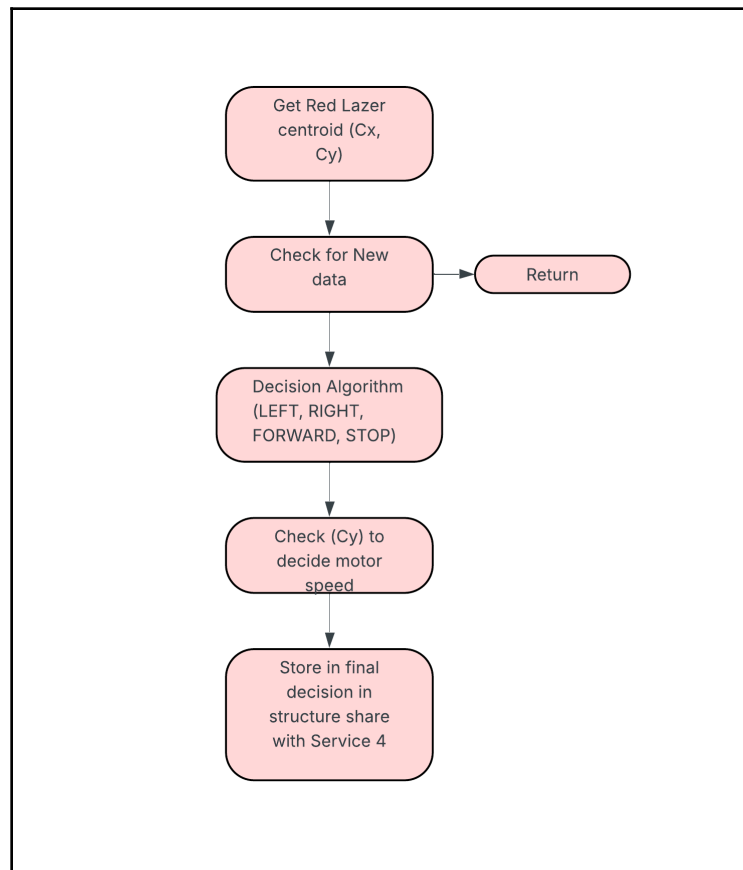 Get Red Lazer
centroid (Cx,
Cy)
Check for New
data
Return
Decision Algorithm
(LEFT, RIGHT,
FORWARD, STOP)
Check (Cy) to
decide motor
speed
Store in final
decision in
structure share
with Service 4